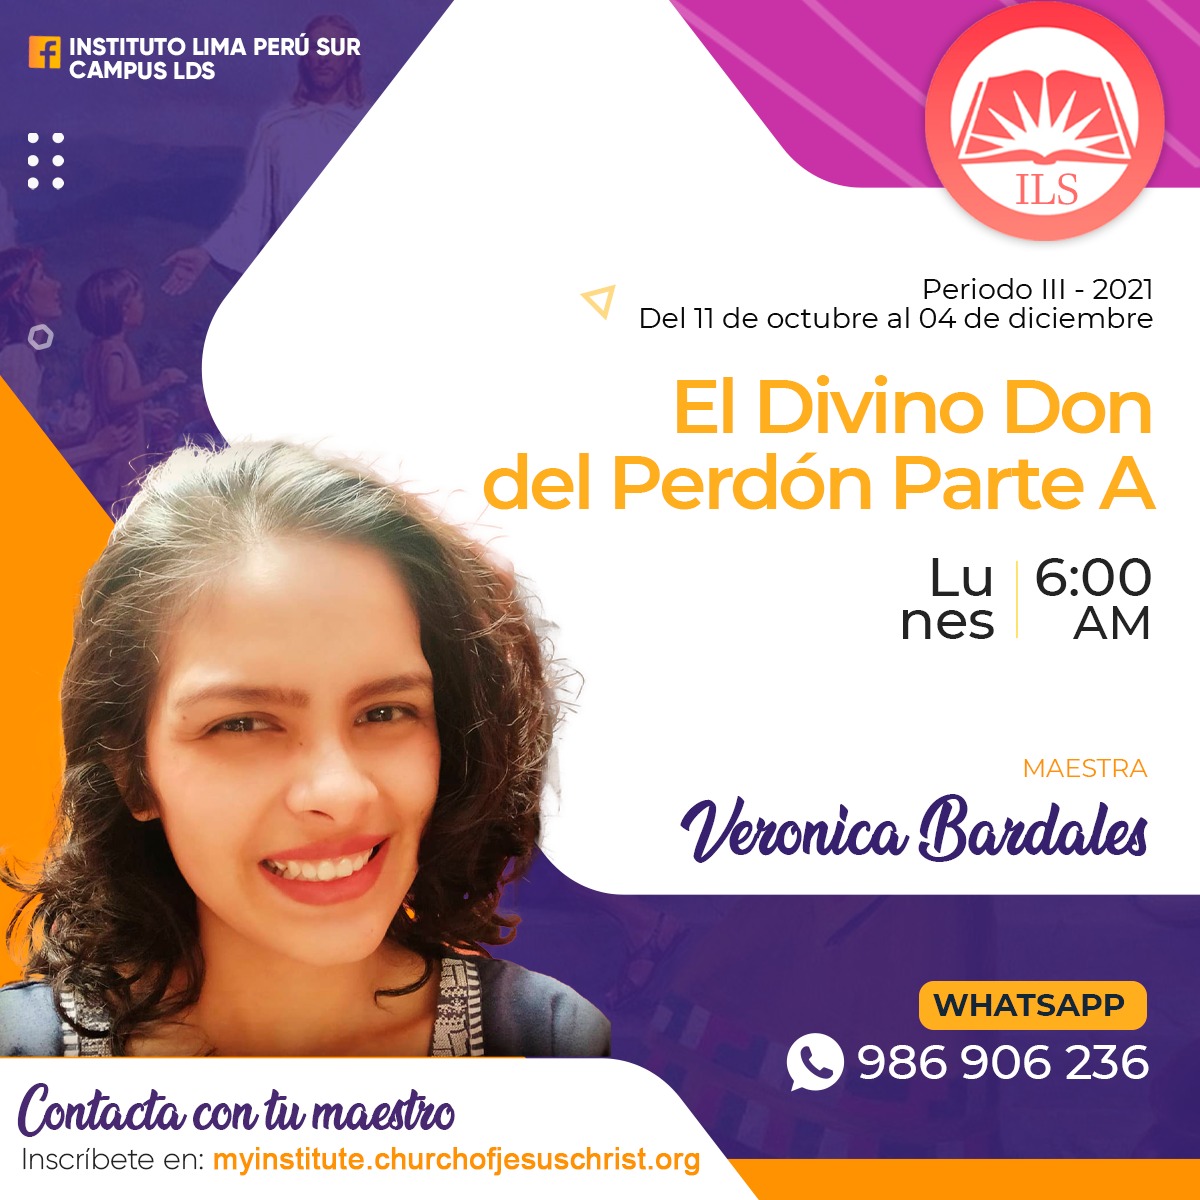 INSTITUTO LIMA PERÚ SUR
CAMPUS LDS
ILS
Periodo III - 2021
Del 11 de octubre al 04 de diciembre
El Divino Don
del Perdón Parte A
Lu
nes
6:00
AM
MAESTRA
Veronica Bardales
WHATSAPP
986 906 236
Contacta con tu maestro
Inscríbete en: myinstitute.churchofjesuschrist.org